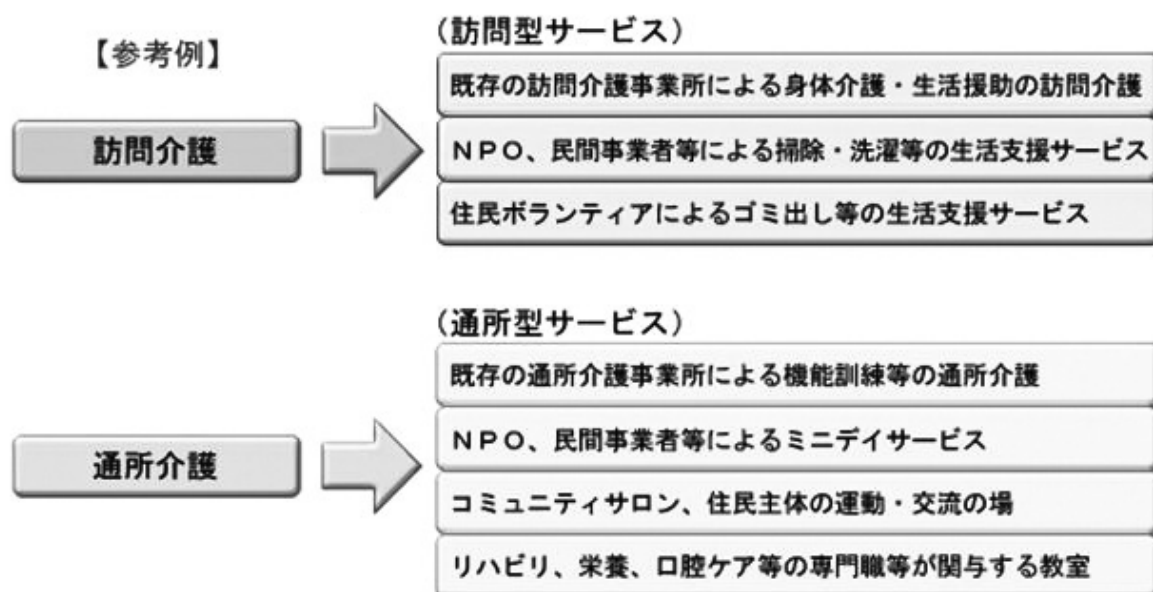 【参考例】
訪問介護
(訪問型サービス)
既存の訪問介護事業所による身体介護・生活援助の訪問介護
NPO、民間事業者等による掃除・洗濯等の生活支援サービス
住民ボランティアによるゴミ出し等の生活支援サービス
通所介護
(通所型サービス)
既存の通所介護事業所による機能訓練等の通所介護
NPO、民間事業者等によるミニデイサービス
コミュニティサロン、住民主体の運動・交流の場
リハビリ、栄養、口腔ケア等の専門職等が関与する教室